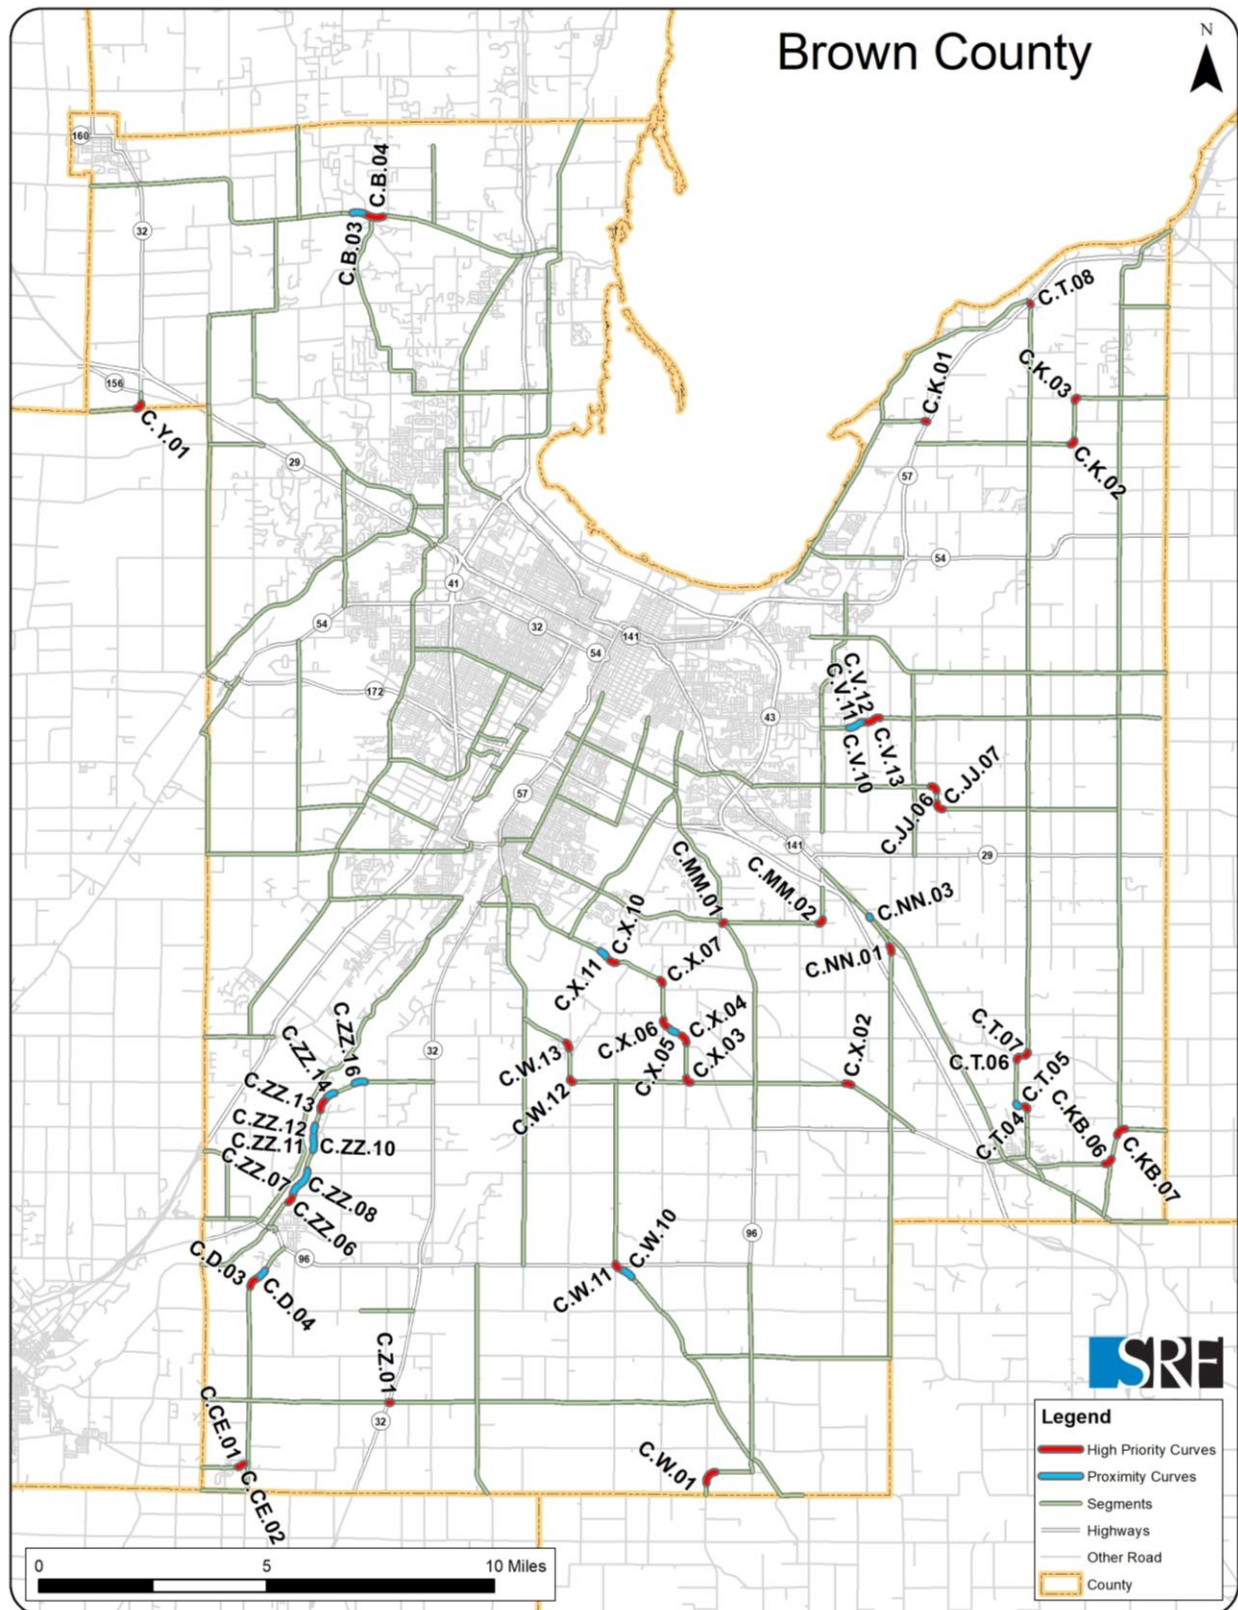 Brown County
N
160
C.B.04
32
C.B.03
C.T.08
C.K.01
C.K.03
156
C.Y.01
C.K.02
29
57
54
41
54
32
141
54
172
C.V.12
C.V.11
43
C.V.10
C.V.13
C.JJ.07
57
C.JJ.06
141
29
C.MM.01
C.MM.02
C.NN.03
C.X.10
C.NN.01
C.X.11
C.X.07
C.ZZ.16
C.X.04
C.X.06
C.X.02
C.T.07
C.ZZ.14
32
C.W.13
C.X.05
C.X.03
C.T.06
C.T.05
C.ZZ.13
C.W.12
C.T.04
C.KB.06
C.ZZ.12
C.ZZ.11
C.ZZ.10
C.KB.07
C.ZZ.07
C.ZZ.08
C.ZZ.06
96
C.W.10
C.D.03
96
C.W.11
C.D.04
C.Z.01
SRF
C.CE.01
32
C.W.01
C.CE.02
Legend
High Priority Curves
Proximity Curves
Segments
Highways
Other Road
County
0 5 10 Miles